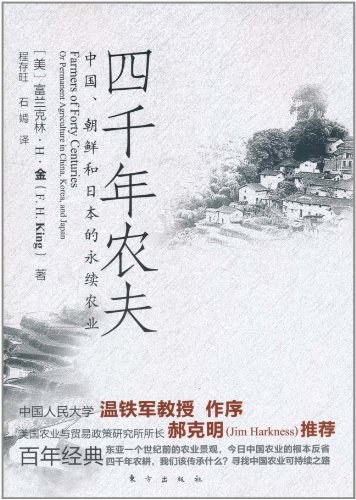 四千年农夫
中国、朝鲜和日本的永续农业
Farmers of Forty Centuries
Or Permanent Agriculture in China, Korea, and Japan
[美] 富兰克林·H·金 (F. H. King) 著
程存旺 石嫣 译
中国人民大学 温铁军教授 作序
美国农业与贸易政策研究所所长 郝克明 (Jim Harkness) 推荐
百年经典
东亚一个世纪前的农业景观，今日中国农业的根本反省
四千年农耕，我们该传承什么？寻找中国农业可持续之路
东方出版社